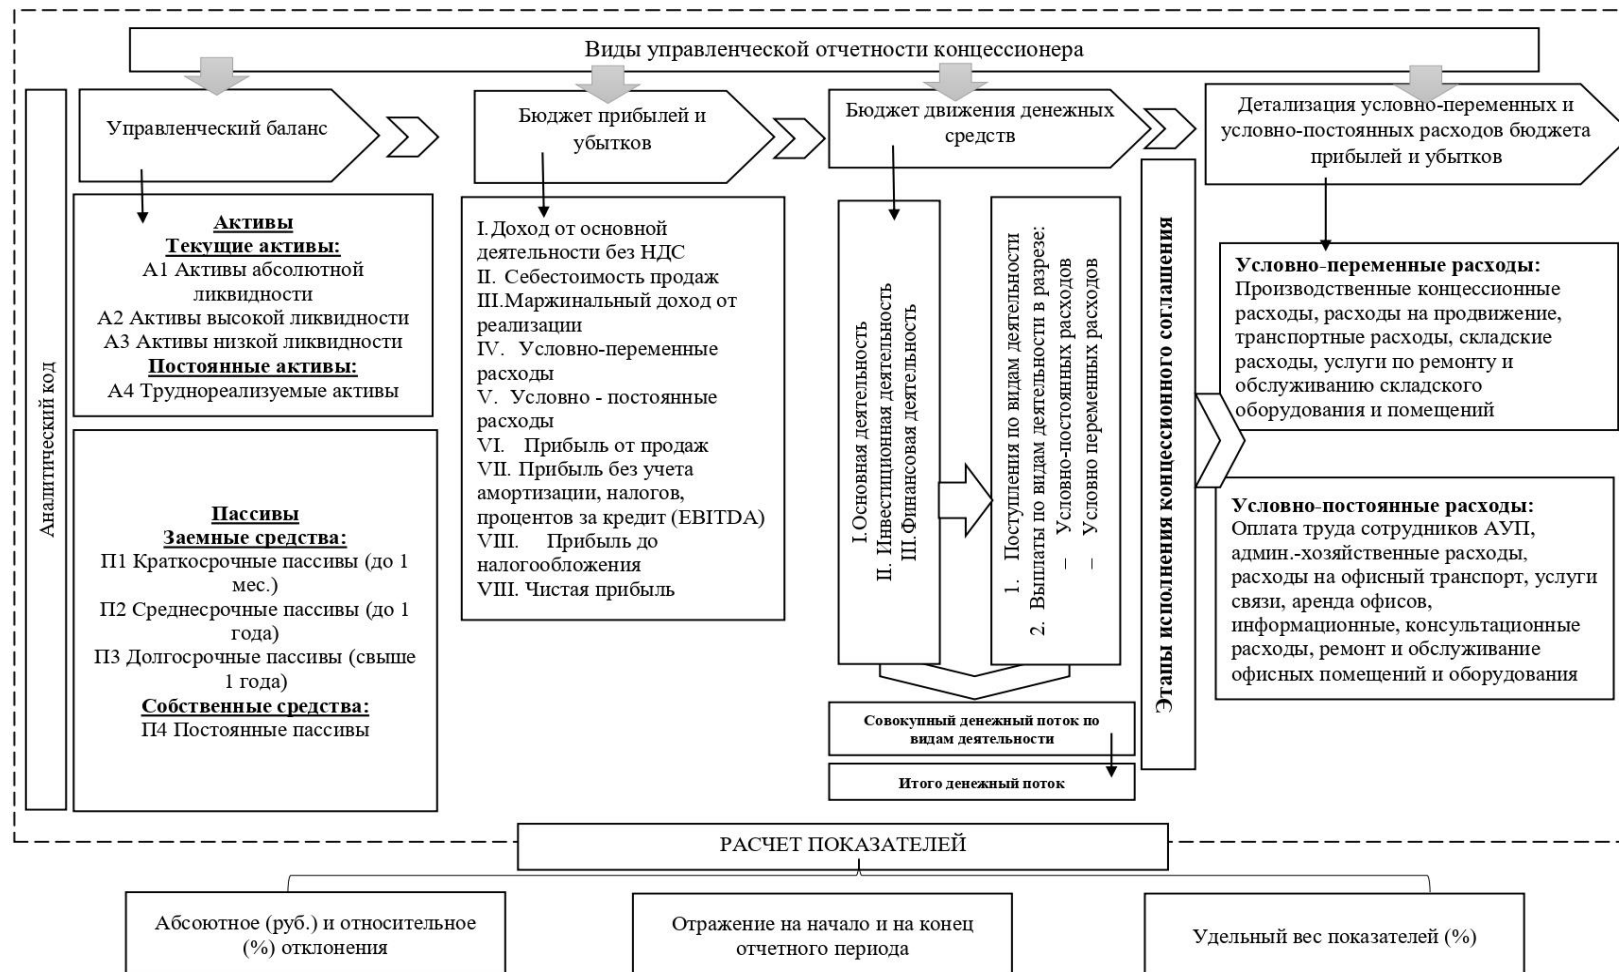 Виды управленческой отчетности концессионера
Аналитический код
Управленческий баланс
Активы
Текущие активы:
А1 Активы абсолютной
ликвидности
А2 Активы высокой ликвидности
А3 Активы низкой ликвидности
Постоянные активы:
А4 Труднореализуемые активы
Пассивы
Заемные средства:
П1 Краткосрочные пассивы (до 1
мес.)
П2 Среднесрочные пассивы (до 1
года)
П3 Долгосрочные пассивы (свыше
1 года)
Собственные средства:
П4 Постоянные пассивы
Бюджет прибылей и
убытков
I. Доход от основной
деятельности без НДС
II. Себестоимость продаж
III.Маржинальный доход от
реализации
IV. Условно-переменные
расходы
V. Условно - постоянные
расходы
VI. Прибыль от продаж
VII. Прибыль без учета
амортизации, налогов,
процентов за кредит (EBITDA)
VIII. Прибыль до
налогообложения
VIII. Чистая прибыль
Бюджет движения денежных
средств
I.Основная деятельность
II. Инвестиционная деятельность
III.Финансовая деятельность
1. Поступления по видам деятельности
2. Выплаты по видам деятельности в разрезе:
– Условно-постоянных расходов
– Условно переменных расходов
Совокупный денежный поток по
видам деятельности
Итого денежный поток
Этапы исполнения концессионного соглашения
Детализация условно-переменных и
условно-постоянных расходов бюджета
прибылей и убытков
Условно-переменные расходы:
Производственные концессионные
расходы, расходы на продвижение,
транспортные расходы, складские
расходы, услуги по ремонту и
обслуживанию складского
оборудования и помещений
Условно-постоянные расходы:
Оплата труда сотрудников АУП,
админ.-хозяйственные расходы,
расходы на офисный транспорт, услуги
связи, аренда офисов,
информационные, консультационные
расходы, ремонт и обслуживание
офисных помещений и оборудования
РАСЧЕТ ПОКАЗАТЕЛЕЙ
Абсоютное (руб.) и относительное
(%) отклонения
Отражение на начало и на конец
отчетного периода
Удельный вес показателей (%)